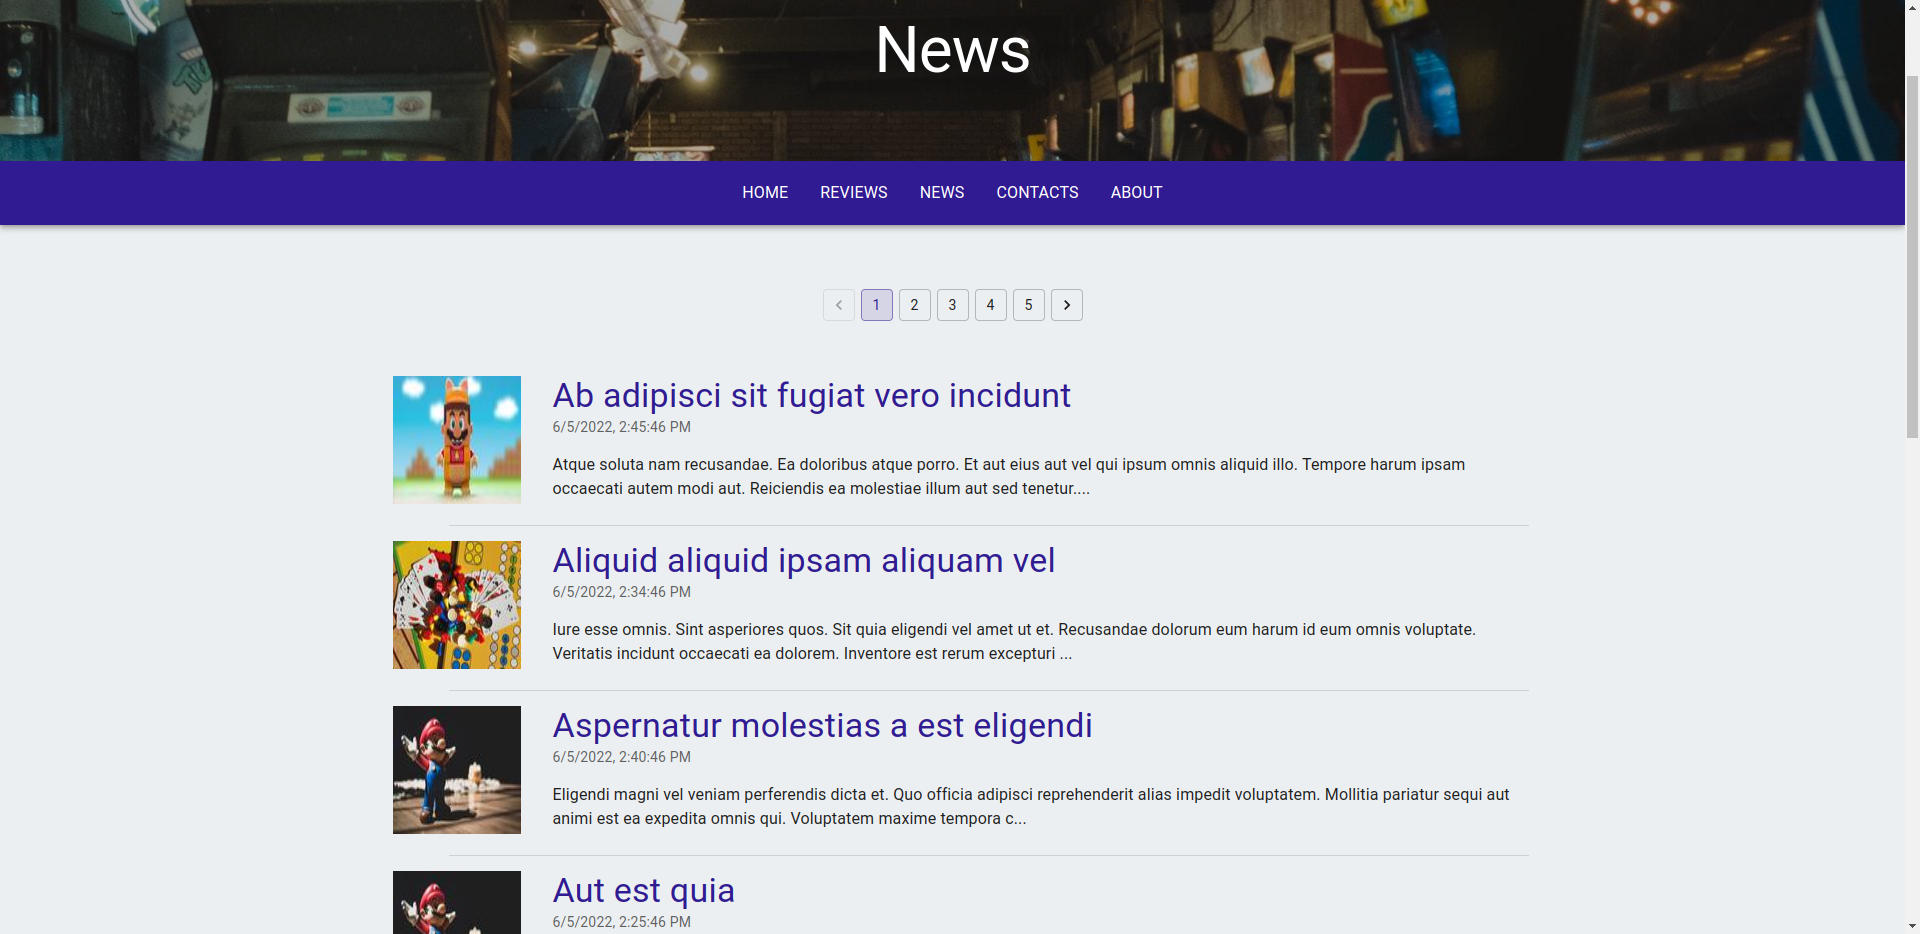 News
HOME REVIEWS NEWS CONTACTS ABOUT
1 2 3 4 5
Ab adipisci sit fugiat vero incidunt
6/5/2022, 2:45:46 PM
Atque soluta nam recusandae. Ea doloribus atque porro. Et aut eius aut vel qui ipsum omnis aliquid illo. Tempore harum ipsam
occaecati autem modi aut. Reiciendis ea molestiae illum aut sed tenetur....
Aliquid aliquid ipsam aliquam vel
6/5/2022, 2:34:46 PM
Iure esse omnis. Sint asperiores quos. Sit quia eligendi vel amet ut et. Recusandae dolorum eum harum id eum omnis voluptate.
Veritatis incidunt occaecati ea dolorem. Inventore est rerum excepturi ...
Aspernatur molestias a est eligendi
6/5/2022, 2:40:46 PM
Eligendi magni vel veniam perferendis dicta et. Quo officia adipisci reprehenderit alias impedit voluptatem. Mollitia pariatur sequi aut
animi est ea expedita omnis qui. Voluptatem maxime tempora c...
Aut est quia
6/5/2022, 2:25:46 PM